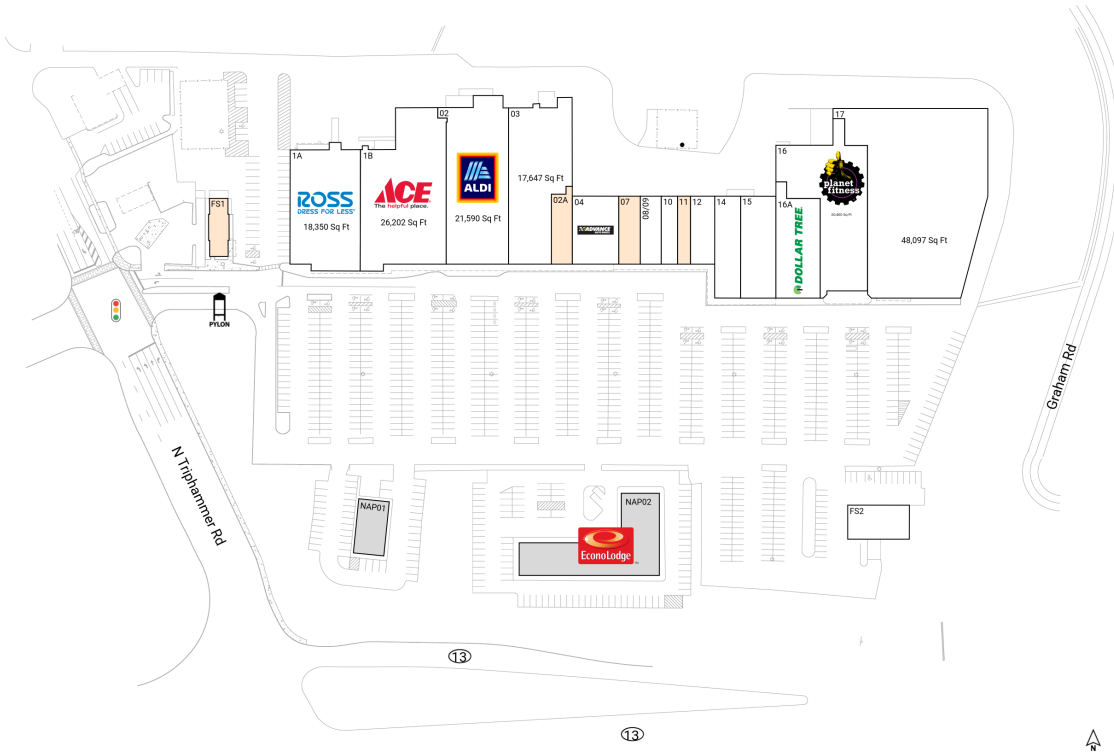 02
03
17
1A
1B
16
ROSS
DRESS FOR LESS
ACE
The helpful place.
ALDI
17,647 Sq Ft
planet
fitness
18,350 Sq Ft
26,202 Sq Ft
21,590 Sq Ft
FS1
02A
04
07
08/09
10
11
12
14
15
16A
ADVANCE
DOLLAR TREE
48,097 Sq Ft
PYLON
Graham Rd
N Triphammer Rd
NAP01
NAP02
EconoLodge
FS2
13
13
N